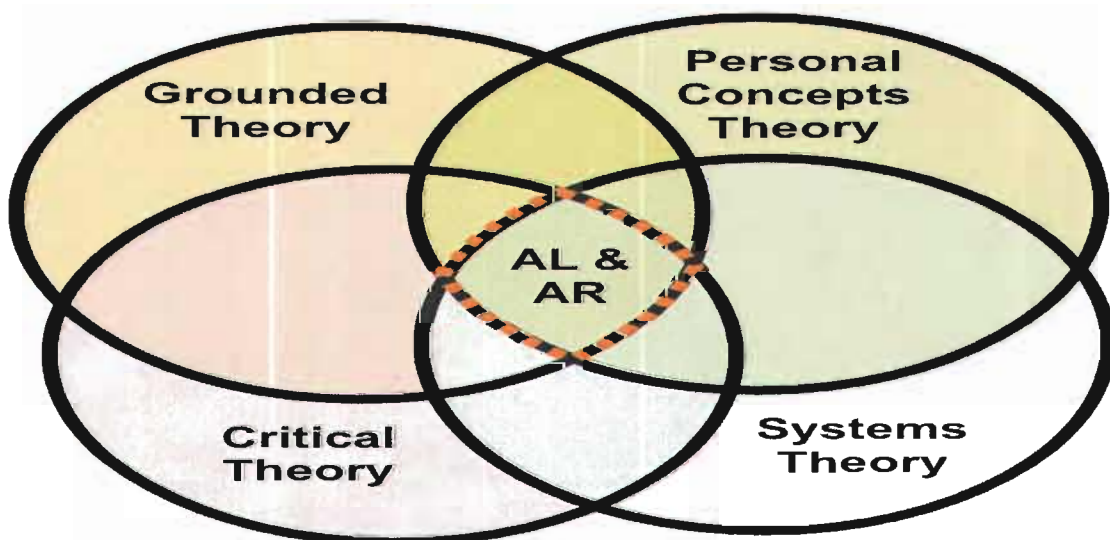 Grounded
Theory
Personal
Concepts
Theory
AL &
AR
Critical
Theory
Systems
Theory